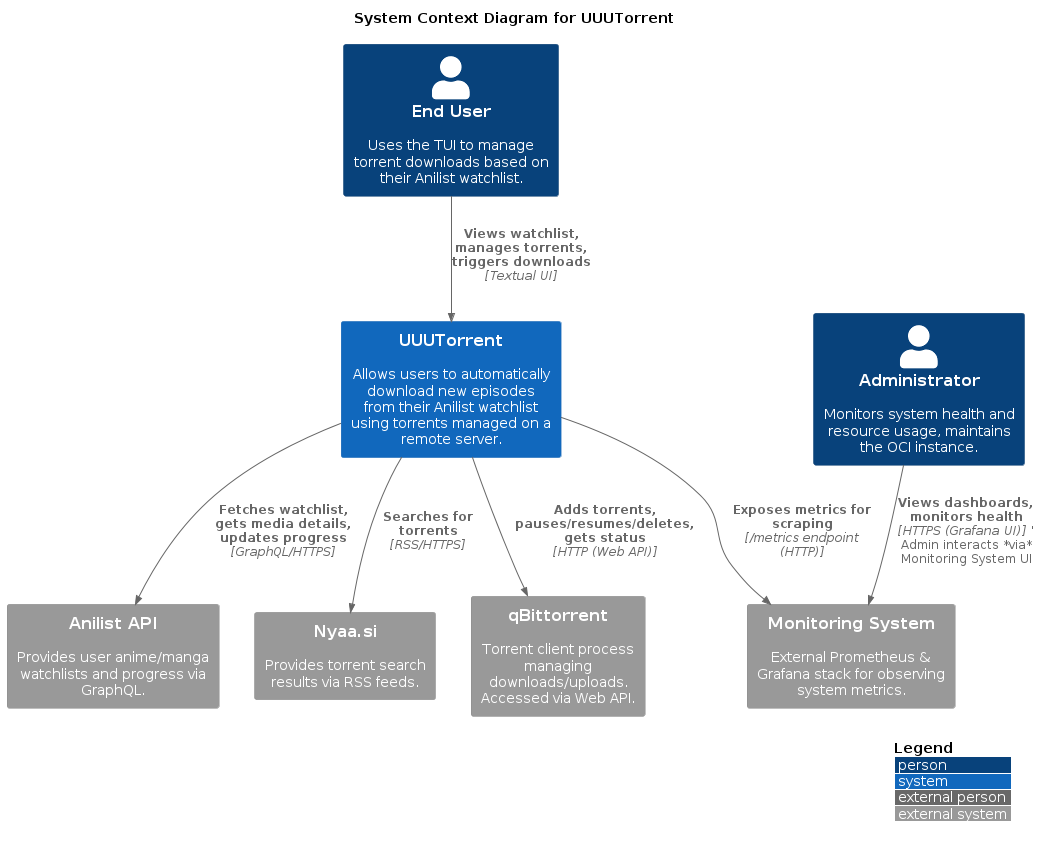 System Context Diagram for UUUTorrent
End User
Uses the TUI to manage
torrent downloads based on
their Anilist watchlist.
Views watchlist,
manages torrents,
triggers downloads
[Textual UI]
UUUTorrent
Allows users to automatically
download new episodes
from their Anilist watchlist
using torrents managed on a
remote server.
Administrator
Monitors system health and
resource usage, maintains
the OCI instance.
Fetches watchlist,
gets media details,
updates progress
[GraphQL/HTTPS]
Searches for
torrents
[RSS/HTTPS]
Adds torrents,
pauses/resumes/deletes,
gets status
[HTTP (Web API)]
Exposes metrics for
scraping
[/metrics endpoint
(HTTP)]
Views dashboards,
monitors health
[HTTPS (Grafana UI)] '
Admin interacts *via*
Monitoring System UI
Anilist API
Provides user anime/manga
watchlists and progress via
GraphQL.
Nyaa.si
Provides torrent search
results via RSS feeds.
qBittorrent
Torrent client process
managing
downloads/uploads.
Accessed via Web API.
Monitoring System
External Prometheus &
Grafana stack for observing
system metrics.
Legend
person
system
external person
external system